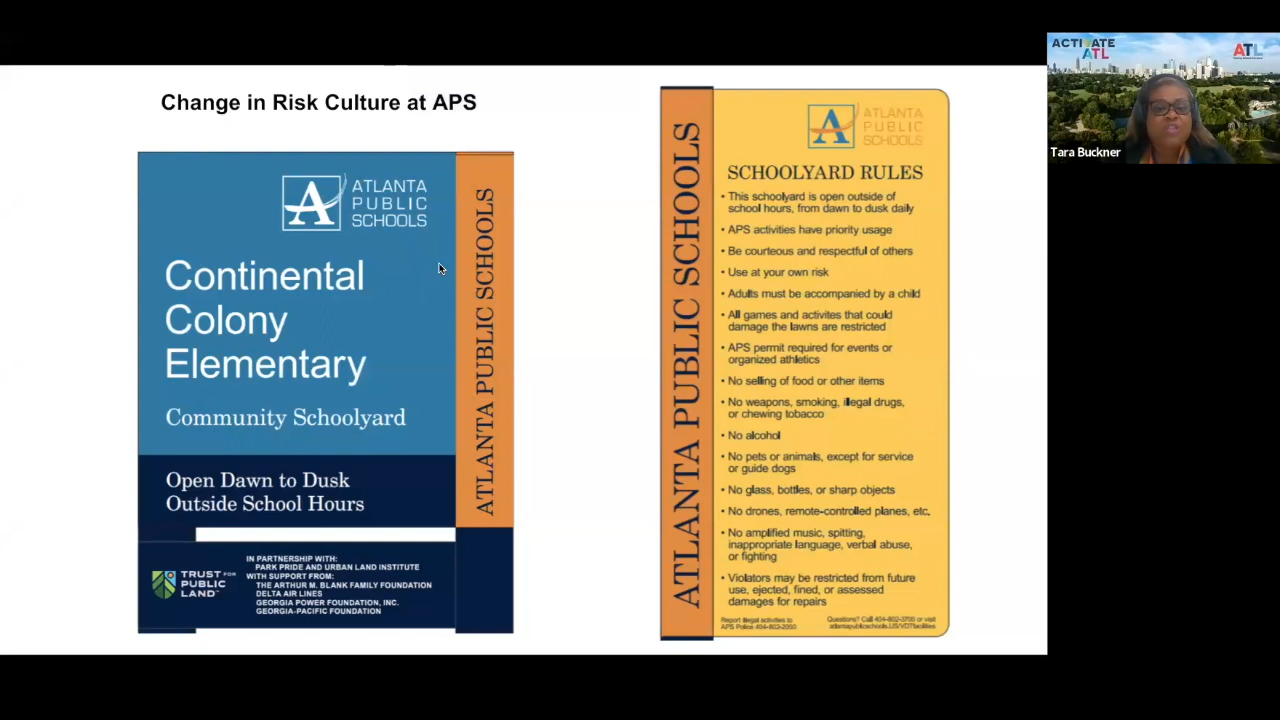 Change in Risk Culture at APS
ATLANTA
PUBLIC
SCHOOLS
Continental
Colony
Elementary
Community Schoolyard
Open Dawn to Dusk
Outside School Hours
TRUST FOR
PUBLIC
LAND
IN PARTNERSHIP WITH:
PARK PRIDE AND URBAN LAND INSTITUTE
WITH SUPPORT FROM:
THE ARTHUR M. BLANK FAMILY FOUNDATION
DELTA AIR LINES
GEORGIA POWER FOUNDATION, INC.
GEORGIA-PACIFIC FOUNDATION
ATLANTA PUBLIC SCHOOLS
ATLANTA PUBLIC SCHOOLS
ATLANTA
PUBLIC
SCHOOLS
SCHOOLYARD RULES
• This schoolyard is open outside of
school hours, from dawn to dusk daily
• APS activities have priority usage
• Be courteous and respectful of others
• Use at your own risk
• Adults must be accompanied by a child
• All games and activites that could
damage the lawns are restricted
• APS permit required for events or
organized athletics
• No selling of food or other items
• No weapons, smoking, illegal drugs,
or chewing tobacco
• No alcohol
• No pets or animals, except for service
or guide dogs
• No glass, bottles, or sharp objects
• No drones, remote-controlled planes, etc.
• No amplified music, spitting,
inappropriate language, verbal abuse,
or fighting
• Violators may be restricted from future
use, ejected, fined, or assessed
damages for repairs
Report illegal activities to
APS Police 404-802-2000
Questions? Call 404-802-3700 or visit
ACTIVATE
ATL
ATL
Tara Buckner